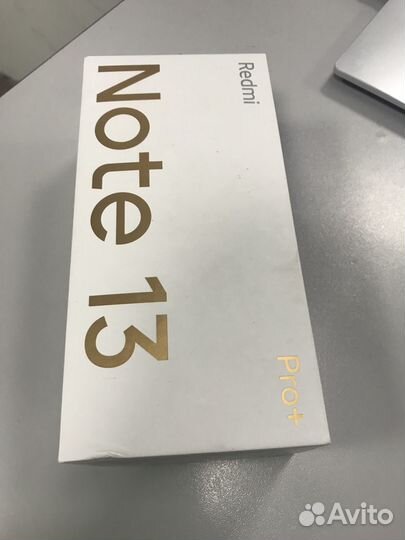 Redmi
Note 13
Pro+
Avito